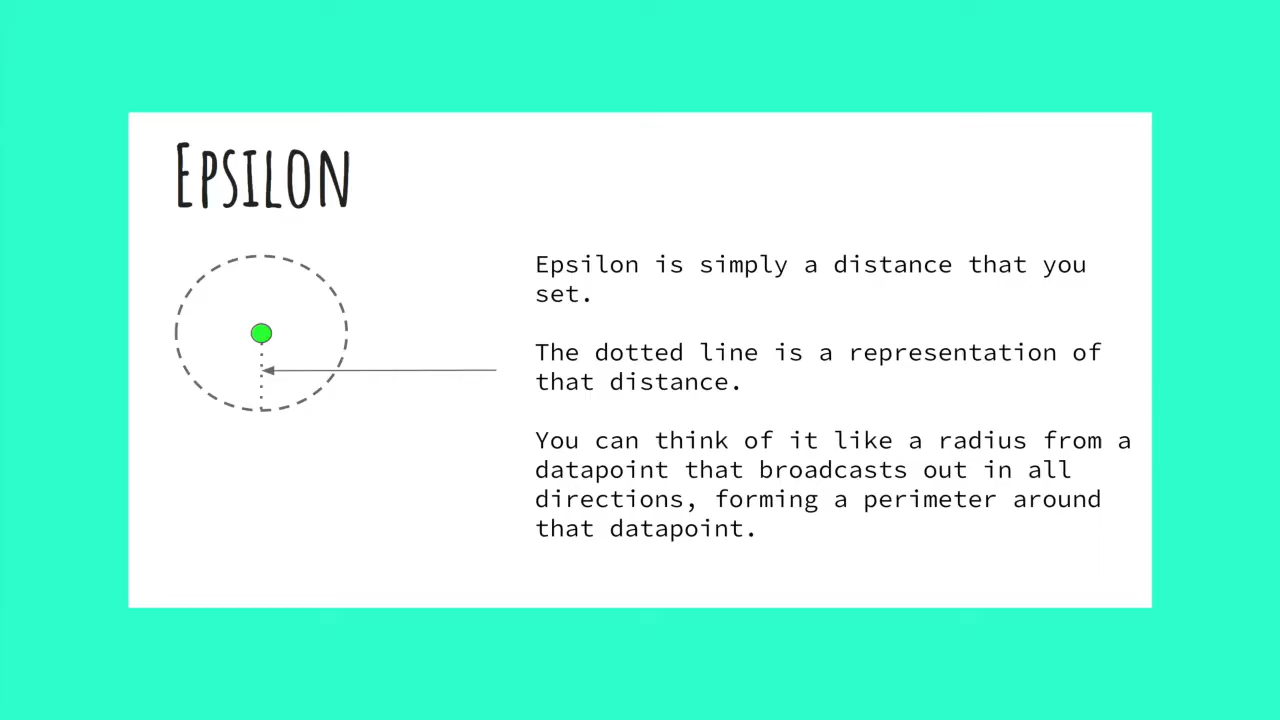 EPSILON
Epsilon is simply a distance that you
set.
The dotted line is a representation of
that distance.
You can think of it like a radius from a
datapoint that broadcasts out in all
directions, forming a perimeter around
that datapoint.